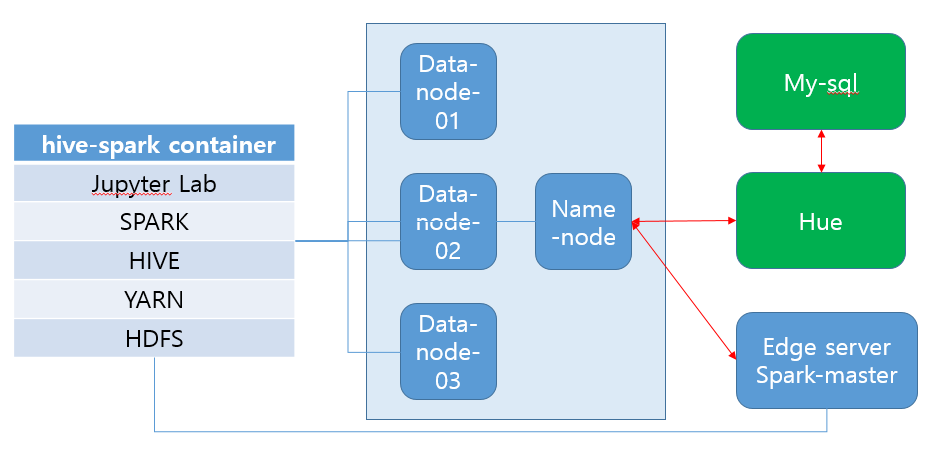 hive-spark container
Jupyter Lab
SPARK
HIVE
YARN
HDFS
Data-
node-
01
Data-
node-
02
Data-
node-
03
Name
-node
My-sql
Hue
Edge server
Spark-master